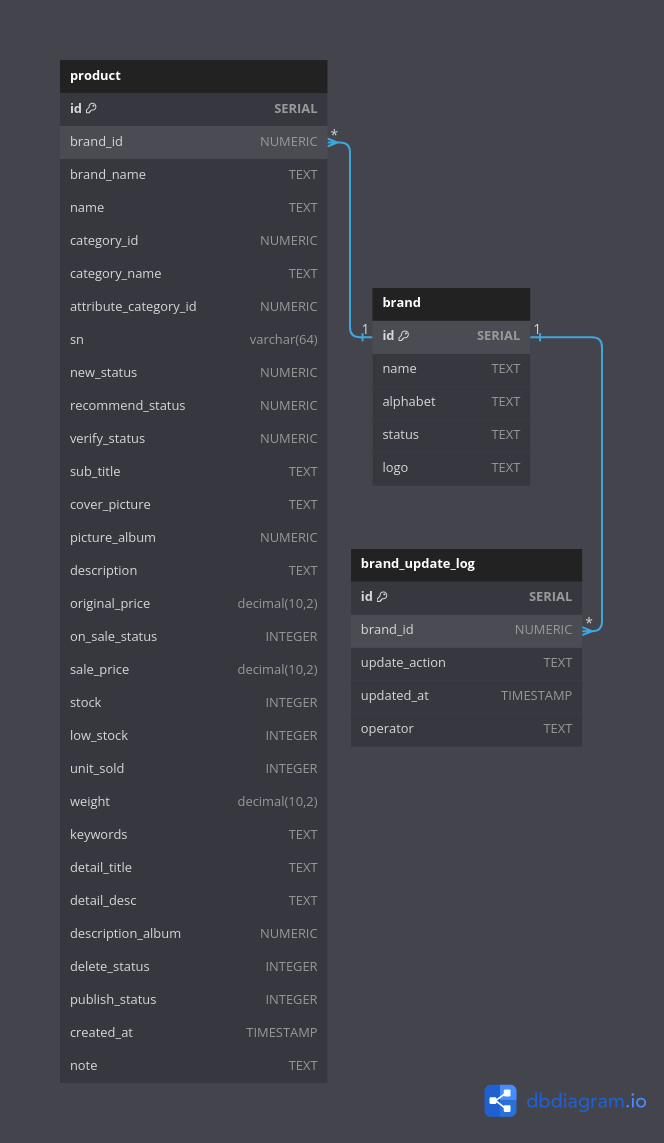 product
id SERIAL
brand_id NUMERIC *
brand_name TEXT
name TEXT
category_id NUMERIC
category_name TEXT
attribute_category_id NUMERIC
sn varchar(64)
new_status NUMERIC
recommend_status NUMERIC
verify_status NUMERIC
sub_title TEXT
cover_picture TEXT
picture_album NUMERIC
description TEXT
original_price decimal(10,2)
on_sale_status INTEGER
sale_price decimal(10,2)
stock INTEGER
low_stock INTEGER
unit_sold INTEGER
weight decimal(10,2)
keywords TEXT
detail_title TEXT
detail_desc TEXT
description_album NUMERIC
delete_status INTEGER
publish_status INTEGER
created_at TIMESTAMP
note TEXT
brand
1 id SERIAL 1
name TEXT
alphabet TEXT
status TEXT
logo TEXT
brand_update_log
id SERIAL
brand_id NUMERIC *
update_action TEXT
updated_at TIMESTAMP
operator TEXT
dbdiagram.io